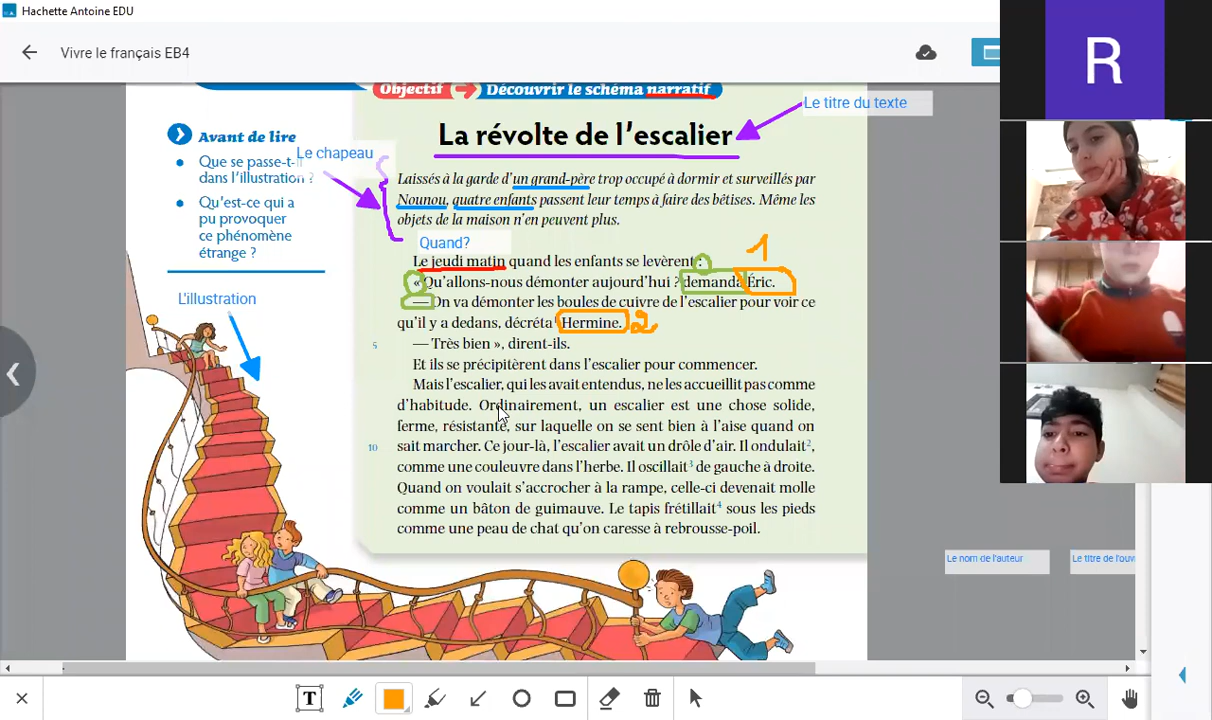 Hachette Antoine EDU
Vivre le français EB4
R
Objectif Découvrir le schéma narratif
Le titre du texte
La révolte de l'escalier
Avant de lire
Que se passe-t-il
dans l'illustration ?
Qu'est-ce qui a
pu provoquer
ce phénomène
étrange ?
Le chapeau
Laissés à la garde d'un grand-père trop occupé à dormir et surveillés par
Nounou, quatre enfants passent leur temps à faire des bêtises. Même les
objets de la maison n'en peuvent plus.
Quand?
1
Le jeudi matin quand les enfants se levèrent :
« Qu'allons-nous démonter aujourd'hui ? demanda Éric.
— On va démonter les boules de cuivre de l'escalier pour voir ce
qu'il y a dedans, décréta1 Hermine. 2
5 — Très bien », dirent-ils.
Et ils se précipitèrent dans l'escalier pour commencer.
Mais l'escalier, qui les avait entendus, ne les accueillit pas comme
d'habitude. Ordinairement, un escalier est une chose solide,
ferme, résistante, sur laquelle on se sent bien à l'aise quand on
10 sait marcher. Ce jour-là, l'escalier avait un drôle d'air. Il ondulait2,
comme une couleuvre dans l'herbe. Il oscillait3 de gauche à droite.
Quand on voulait s'accrocher à la rampe, celle-ci devenait molle
comme un bâton de guimauve. Le tapis frétillait4 sous les pieds
comme une peau de chat qu'on caresse à rebrousse-poil.
L'illustration
Le nom de l'auteur
Le titre de l'ouv
T